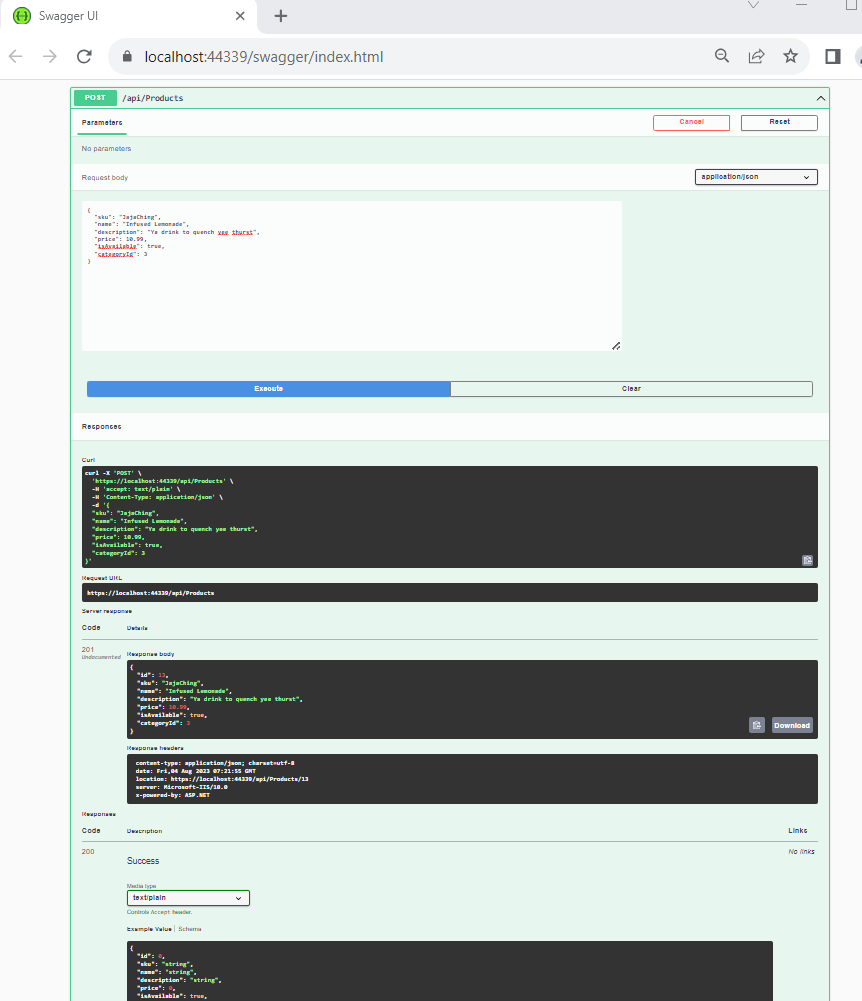 Swagger UI
localhost:44339/swagger/index.html
POST /api/Products
Parameters
Cancel
Reset
No parameters
Request body
application/json
{
"sku": "JajaChing",
"name": "Infused Lemonade",
"description": "Ya drink to quench yee thurst",
"price": 10.99,
"isAvailable": true,
"categoryId": 3
}
Execute
Clear
Responses
Curl
curl -X 'POST' \
'https://localhost:44339/api/Products' \
-H 'accept: text/plain' \
-H 'Content-Type: application/json' \
-d '{
"sku": "JajaChing",
"name": "Infused Lemonade",
"description": "Ya drink to quench yee thurst",
"price": 10.99,
"isAvailable": true,
"categoryId": 3
}'
Request URL
https://localhost:44339/api/Products
Server response
Code Details
201
Undocumented
Response body
{
"id": 13,
"sku": "JajaChing",
"name": "Infused Lemonade",
"description": "Ya drink to quench yee thurst",
"price": 10.99,
"isAvailable": true,
"categoryId": 3
}
Download
Response headers
content-type: application/json; charset=utf-8
date: Fri,04 Aug 2023 07:21:55 GMT
location: https://localhost:44339/api/Products/13
server: Microsoft-IIS/10.0
x-powered-by: ASP.NET
Responses
Code Description Links
200
Success
No links
Media type
text/plain
Controls Accept header.
Example Value | Schema
{
"id": 0,
"sku": "string",
"name": "string",
"description": "string",
"price": 0,
"isAvailable": true,